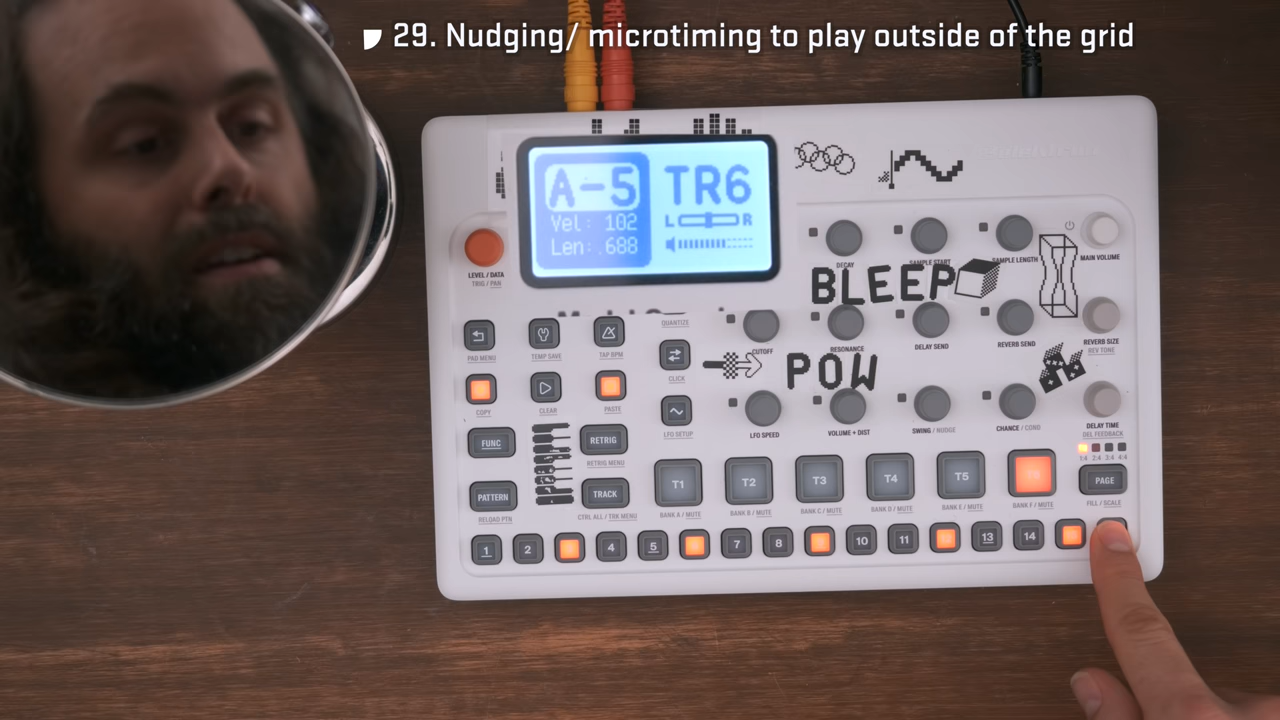 29. Nudging/ microtiming to play outside of the grid
A-5
Vel: 102
Len: .688
TR6
L R
LEVEL / DATA
TRIG / PAN
DECAY
SAMPLE START
SAMPLE LENGTH
MAIN VOLUME
BLEEP
PAD MENU
TEMP SAVE
TAP BPM
QUANTIZE
CLICK
CUTOFF
RESONANCE
DELAY SEND
REVERB SEND
REVERB SIZE
REV TONE
POW
COPY
CLEAR
PASTE
LFO SETUP
LFO SPEED
VOLUME + DIST
SWING / NUDGE
CHANCE / COND
DELAY TIME
DEL FEEDBACK
1:4 2:4 3:4 4:4
FUNC
RETRIG
RETRIG MENU
PATTERN
RELOAD PTN
TRACK
CTRL ALL / TRK MENU
T1 T2 T3 T4 T5
PAGE
FILL / SCALE
BANK A / MUTE
BANK B / MUTE
BANK C / MUTE
BANK D / MUTE
BANK E / MUTE
BANK F / MUTE
1 2 4 5 7 8 10 11 12 13 14